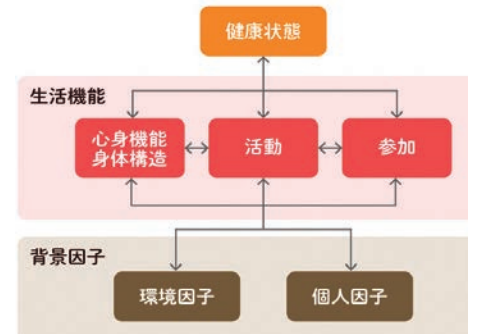 健康状態
生活機能
心身機能
身体構造
活動
参加
背景因子
環境因子
個人因子